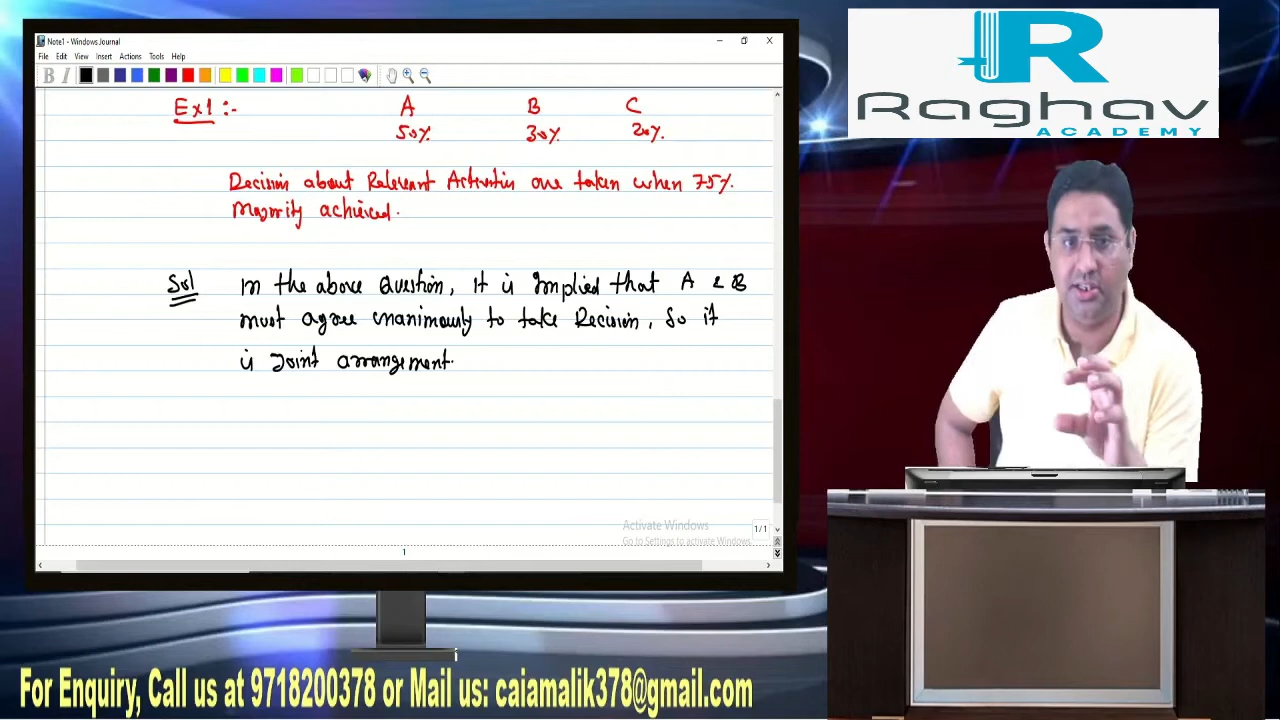 Note1 - Windows Journal
File Edit View Insert Actions Tools Help
B I
Ex1 :- A B C
50% 30% 20%
Decision about Relevant Activities are taken when 75%
Majority achieved.
Sol In the above Question, It is Implied that A & B
must agree unanimously to take Decision, So it
is Joint arrangement.
Activate Windows
Go to Settings to activate Windows.
1/1
1
R
Raghav
ACADEMY
For Enquiry, Call us at 9718200378 or Mail us: caiamalik378@gmail.com